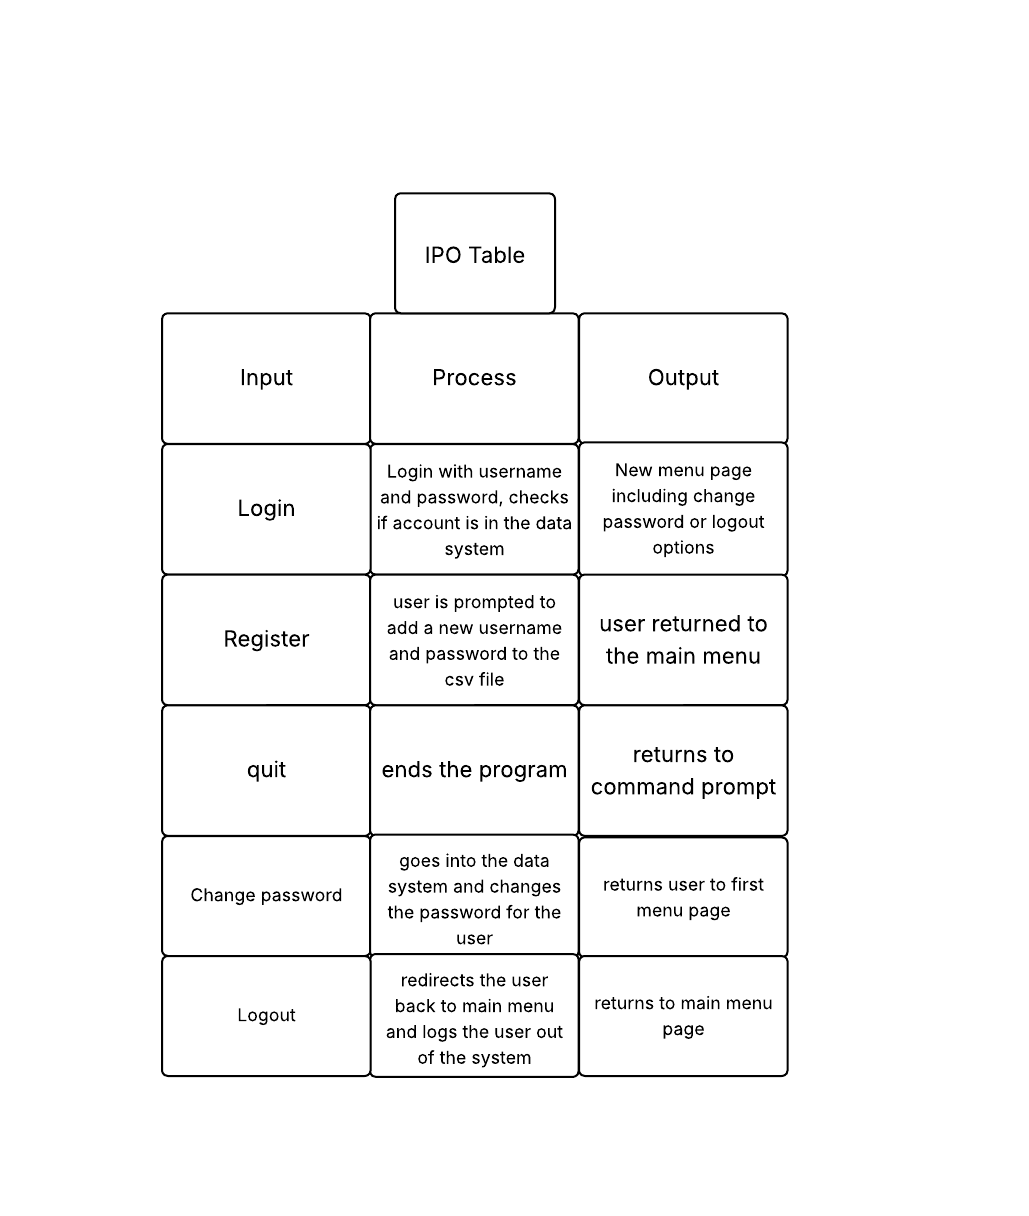 IPO Table
Input
Process
Output
Login
Login with username
and password, checks
if account is in the data
system
New menu page
including change
password or logout
options
Register
user is prompted to
add a new username
and password to the
csv file
user returned to
the main menu
quit
ends the program
returns to
command prompt
Change password
goes into the data
system and changes
the password for the
user
returns user to first
menu page
Logout
redirects the user
back to main menu
and logs the user out
of the system
returns to main menu
page